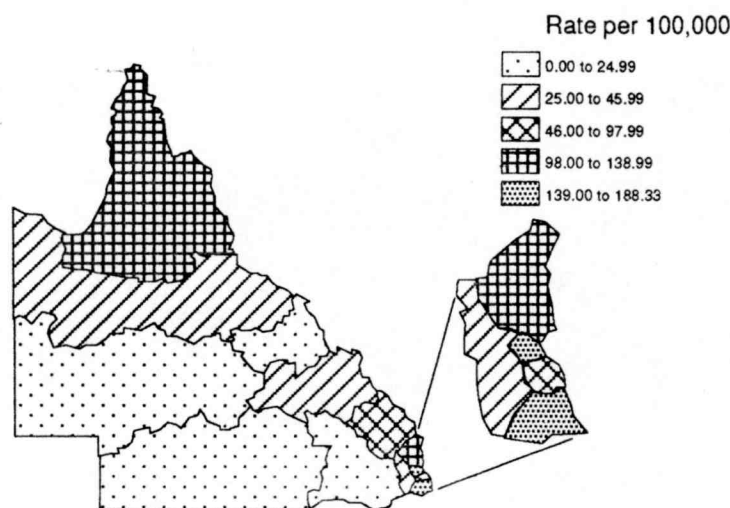 Rate per 100,000
0.00 to 24.99
25.00 to 45.99
46.00 to 97.99
98.00 to 138.99
139.00 to 188.33